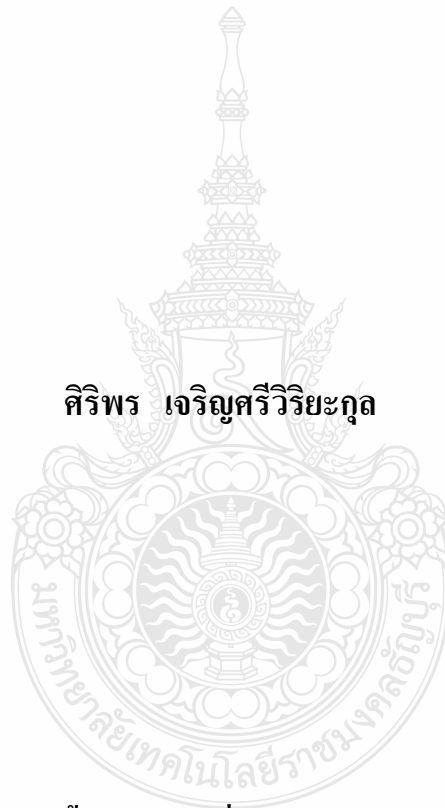 ศิริพร เจริญศรีวิริยะกุล
มหาวิทยาลัยเทคโนโลยีราชมงคลธัญบุรี